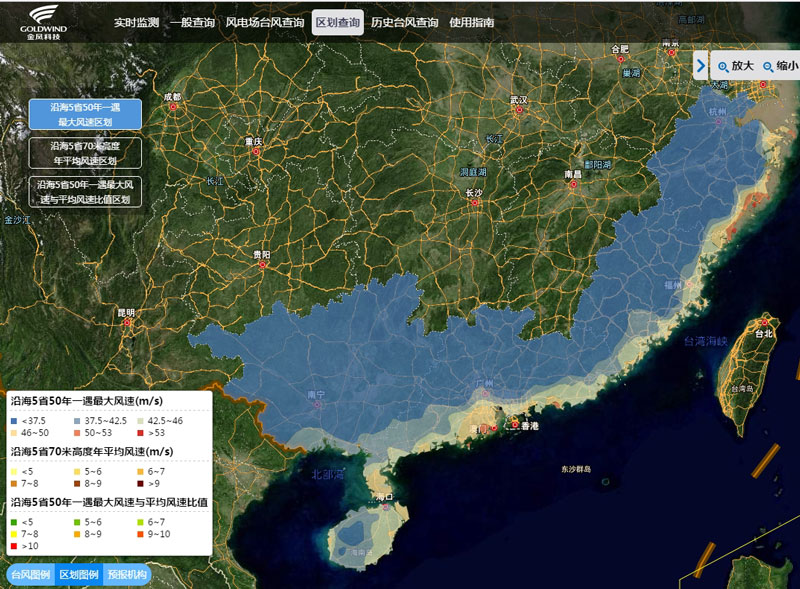 GOLDWIND
金风科技
实时监测 一般查询 风电场台风查询 区划查询 历史台风查询 使用指南
放大 缩小
沿海5省50年一遇
最大风速区划
沿海5省70米高度
年平均风速区划
沿海5省50年一遇最大风
速与平均风速比值区划
高邮湖
合肥
南京
巢湖
太湖
成都
武汉
杭州
重庆
长江
鄱阳湖
洞庭湖
南昌
长江
长沙
金沙江
贵阳
福州
昆明
台北
台湾海峡
台湾岛
南宁
广州
澳门
香港
北部湾
东沙群岛
海口
海南岛
沿海5省50年一遇最大风速(m/s)
<37.5 37.5~42.5 42.5~46
46~50 50~53 >53
沿海5省70米高度年平均风速(m/s)
<5 5~6 6~7
7~8 8~9 >9
沿海5省50年一遇最大风速与平均风速比值
<5 5~6 6~7
7~8 8~9 9~10
>10
台风图例 区划图例 预报机构